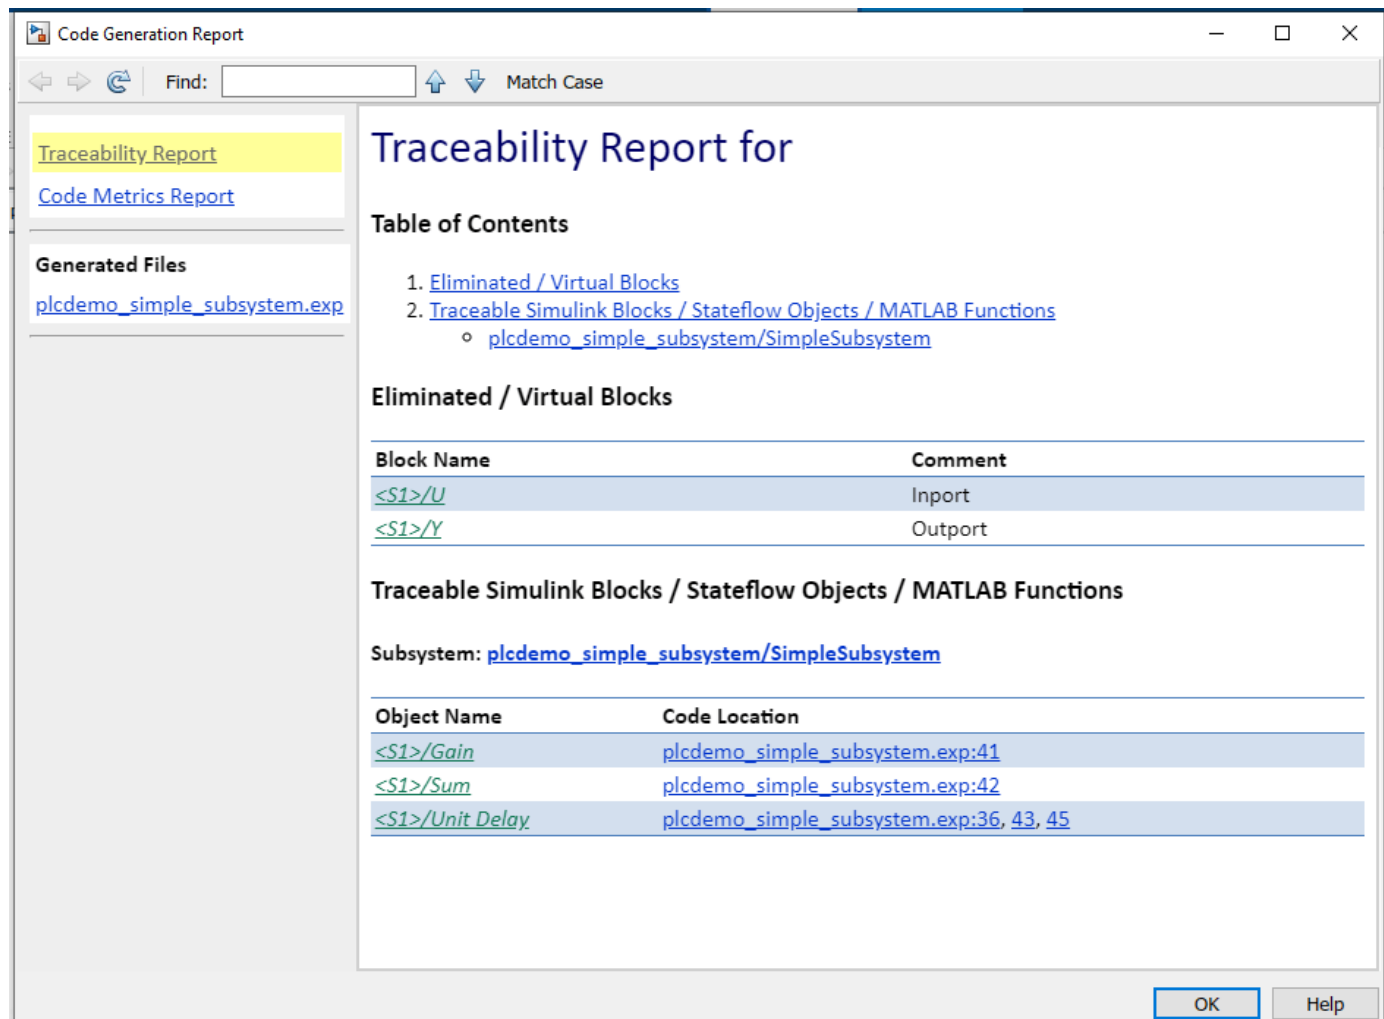 Code Generation Report
Find:
Match Case
Traceability Report
Code Metrics Report
Generated Files
plcdemo_simple_subsystem.exp
Traceability Report for
Table of Contents
1. Eliminated / Virtual Blocks
2. Traceable Simulink Blocks / Stateflow Objects / MATLAB Functions
plcdemo_simple_subsystem/SimpleSubsystem
Eliminated / Virtual Blocks
Block Name Comment
<S1>/U Inport
<S1>/Y Outport
Traceable Simulink Blocks / Stateflow Objects / MATLAB Functions
Subsystem: plcdemo_simple_subsystem/SimpleSubsystem
Object Name Code Location
<S1>/Gain plcdemo_simple_subsystem.exp:41
<S1>/Sum plcdemo_simple_subsystem.exp:42
<S1>/Unit Delay plcdemo_simple_subsystem.exp:36, 43, 45
OK Help